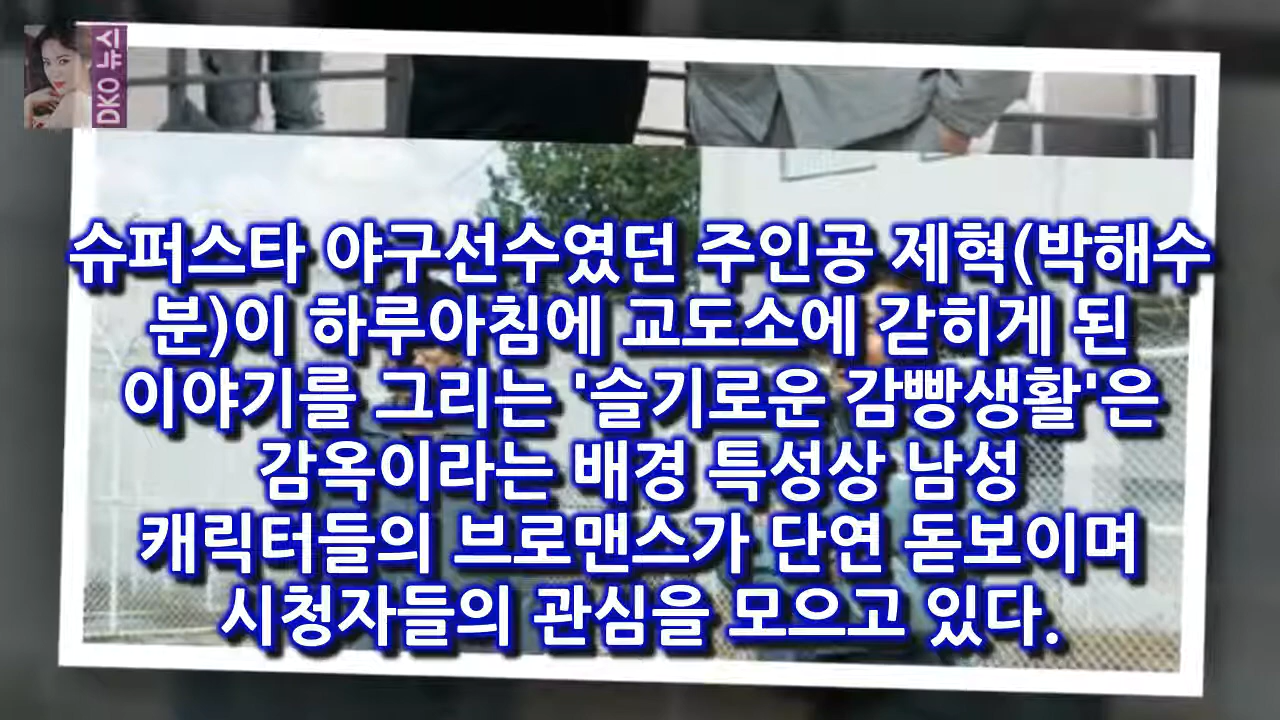 DKO 뉴스
슈퍼스타 야구선수였던 주인공 제혁(박해수
분)이 하루아침에 교도소에 갇히게 된
이야기를 그리는 '슬기로운 감빵생활'은
감옥이라는 배경 특성상 남성
캐릭터들의 브로맨스가 단연 돋보이며
시청자들의 관심을 모으고 있다.